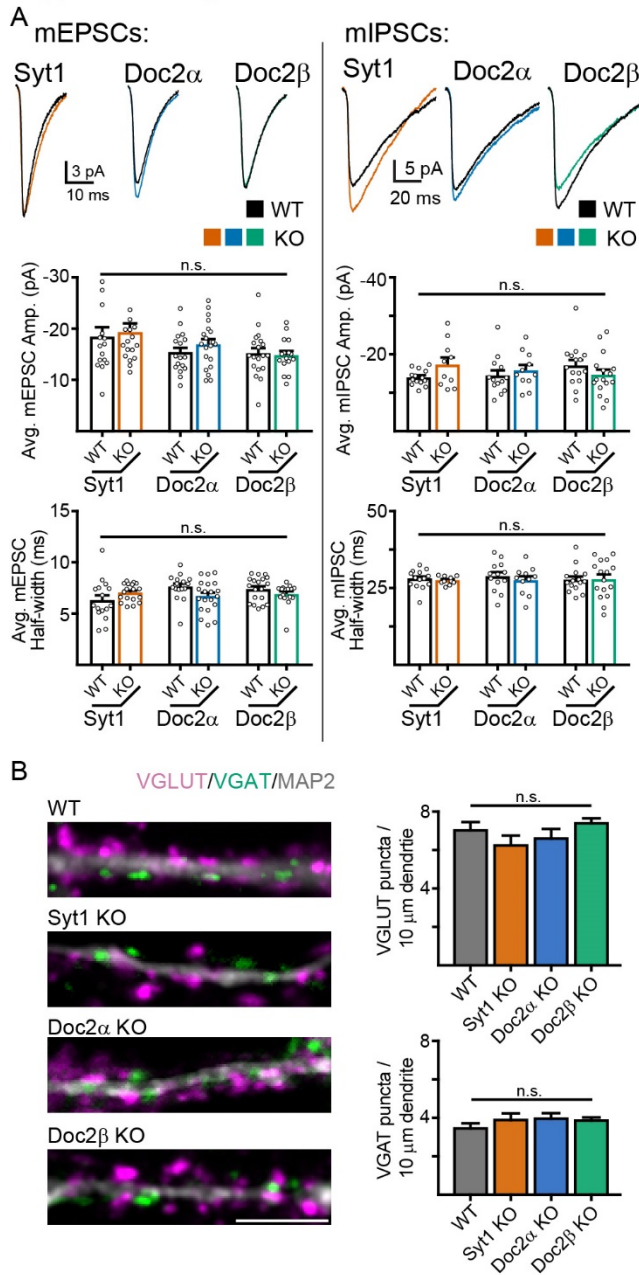 A
mEPSCs:
Syt1 Doc2α Doc2β
3 pA
10 ms
WT
KO
mIPSCs:
Syt1 Doc2α Doc2β
5 pA
20 ms
WT
KO
Avg. mEPSC Amp. (pA)
-30
-20
-10
n.s.
WT KO WT KO WT KO
Syt1 Doc2α Doc2β
Avg. mIPSC Amp. (pA)
-40
-20
n.s.
WT KO WT KO WT KO
Syt1 Doc2α Doc2β
Avg. mEPSC
Half-width (ms)
15
10
5
n.s.
WT KO WT KO WT KO
Syt1 Doc2α Doc2β
Avg. mIPSC
Half-width (ms)
50
25
n.s.
WT KO WT KO WT KO
Syt1 Doc2α Doc2β
B
VGLUT/VGAT/MAP2
WT
Syt1 KO
Doc2α KO
Doc2β KO
VGLUT puncta /
10 µm dendritie
8
6
4
n.s.
WT Syt1 KO Doc2α KO Doc2β KO
VGAT puncta /
10 µm dendrite
8
6
4
n.s.
WT Syt1 KO Doc2α KO Doc2β KO